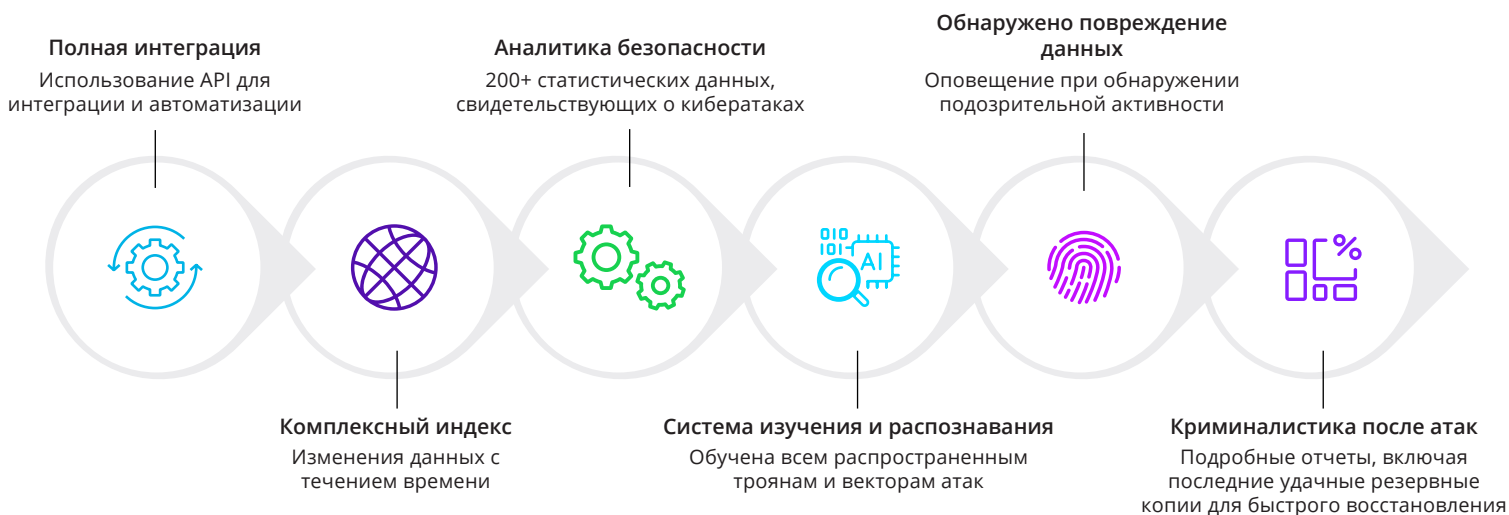 Полная интеграция
Использование API для
интеграции и автоматизации
Аналитика безопасности
200+ статистических данных,
свидетельствующих о кибератаках
Обнаружено повреждение
данных
Оповещение при обнаружении
подозрительной активности
010
101
AI
%
Комплексный индекс
Изменения данных с
течением времени
Система изучения и распознавания
Обучена всем распространенным
троянам и векторам атак
Криминалистика после атак
Подробные отчеты, включая
последние удачные резервные
копии для быстрого восстановления